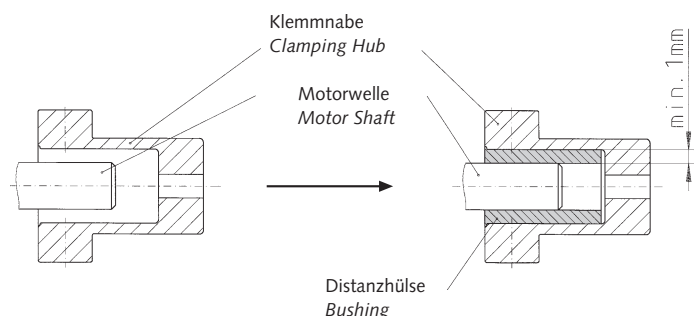 Klemmnabe
Clamping Hub
Motorwelle
Motor Shaft
min. 1mm
Distanzhülse
Bushing